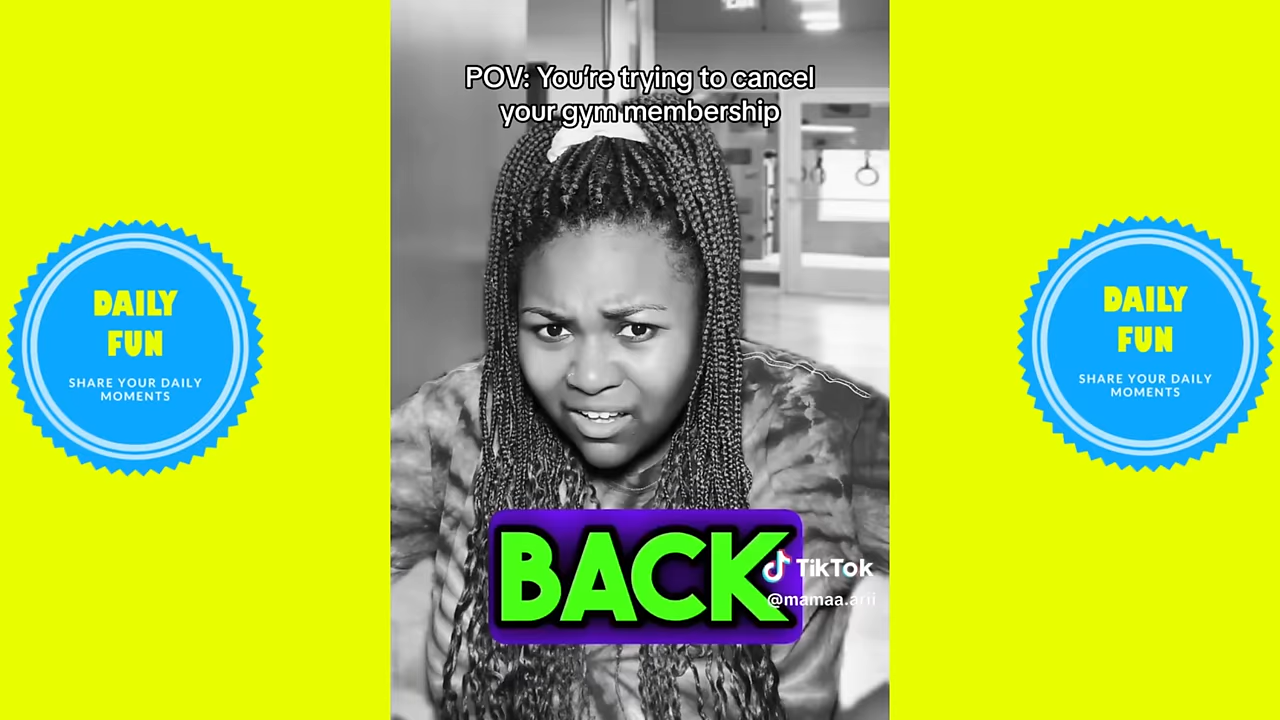 POV: You're trying to cancel
your gym membership
DAILY
FUN
SHARE YOUR DAILY
MOMENTS
BACK
TikTok
@mamaa.arii
DAILY
FUN
SHARE YOUR DAILY
MOMENTS